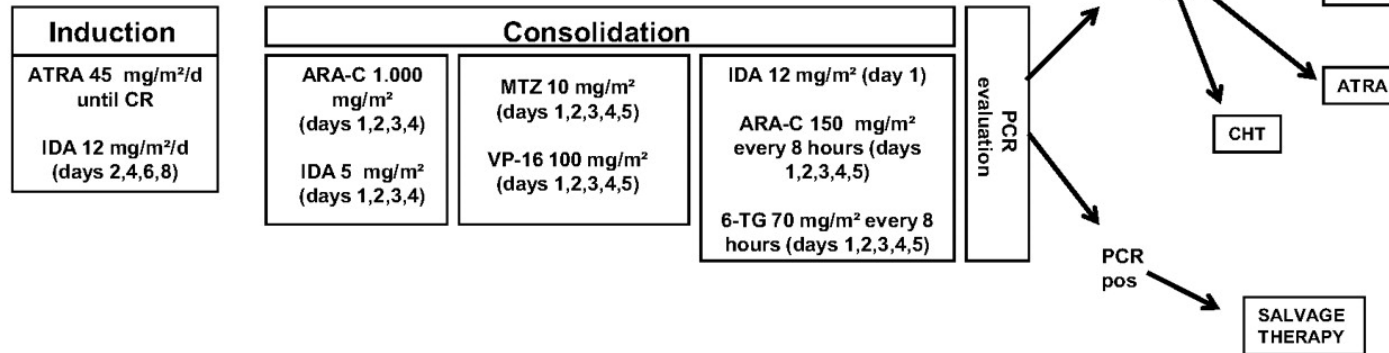 Induction
ATRA 45 mg/m²/d
until CR
IDA 12 mg/m²/d
(days 2,4,6,8)
Consolidation
ARA-C 1.000
mg/m²
(days 1,2,3,4)
IDA 5 mg/m²
(days 1,2,3,4)
MTZ 10 mg/m²
(days 1,2,3,4,5)
VP-16 100 mg/m²
(days 1,2,3,4,5)
IDA 12 mg/m² (day 1)
ARA-C 150 mg/m²
every 8 hours (days
1,2,3,4,5)
6-TG 70 mg/m² every 8
hours (days 1,2,3,4,5)
PCR
evaluation
CHT
ATRA
PCR
pos
SALVAGE
THERAPY